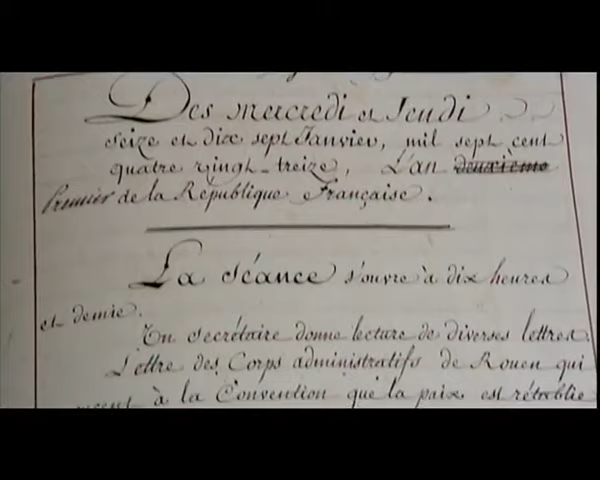 Des mercredi et Jeudi
seize et dix sept Janvier, mil sept cent
quatre vingt-treize, L'an deuxième
Premier de la République Française.
La séance s'ouvre à dix heures
et demie.
Un secrétaire donne lecture de diverses lettres.
Lettre des Corps administratifs de Rouen qui
à la Convention que la paix est rétablie